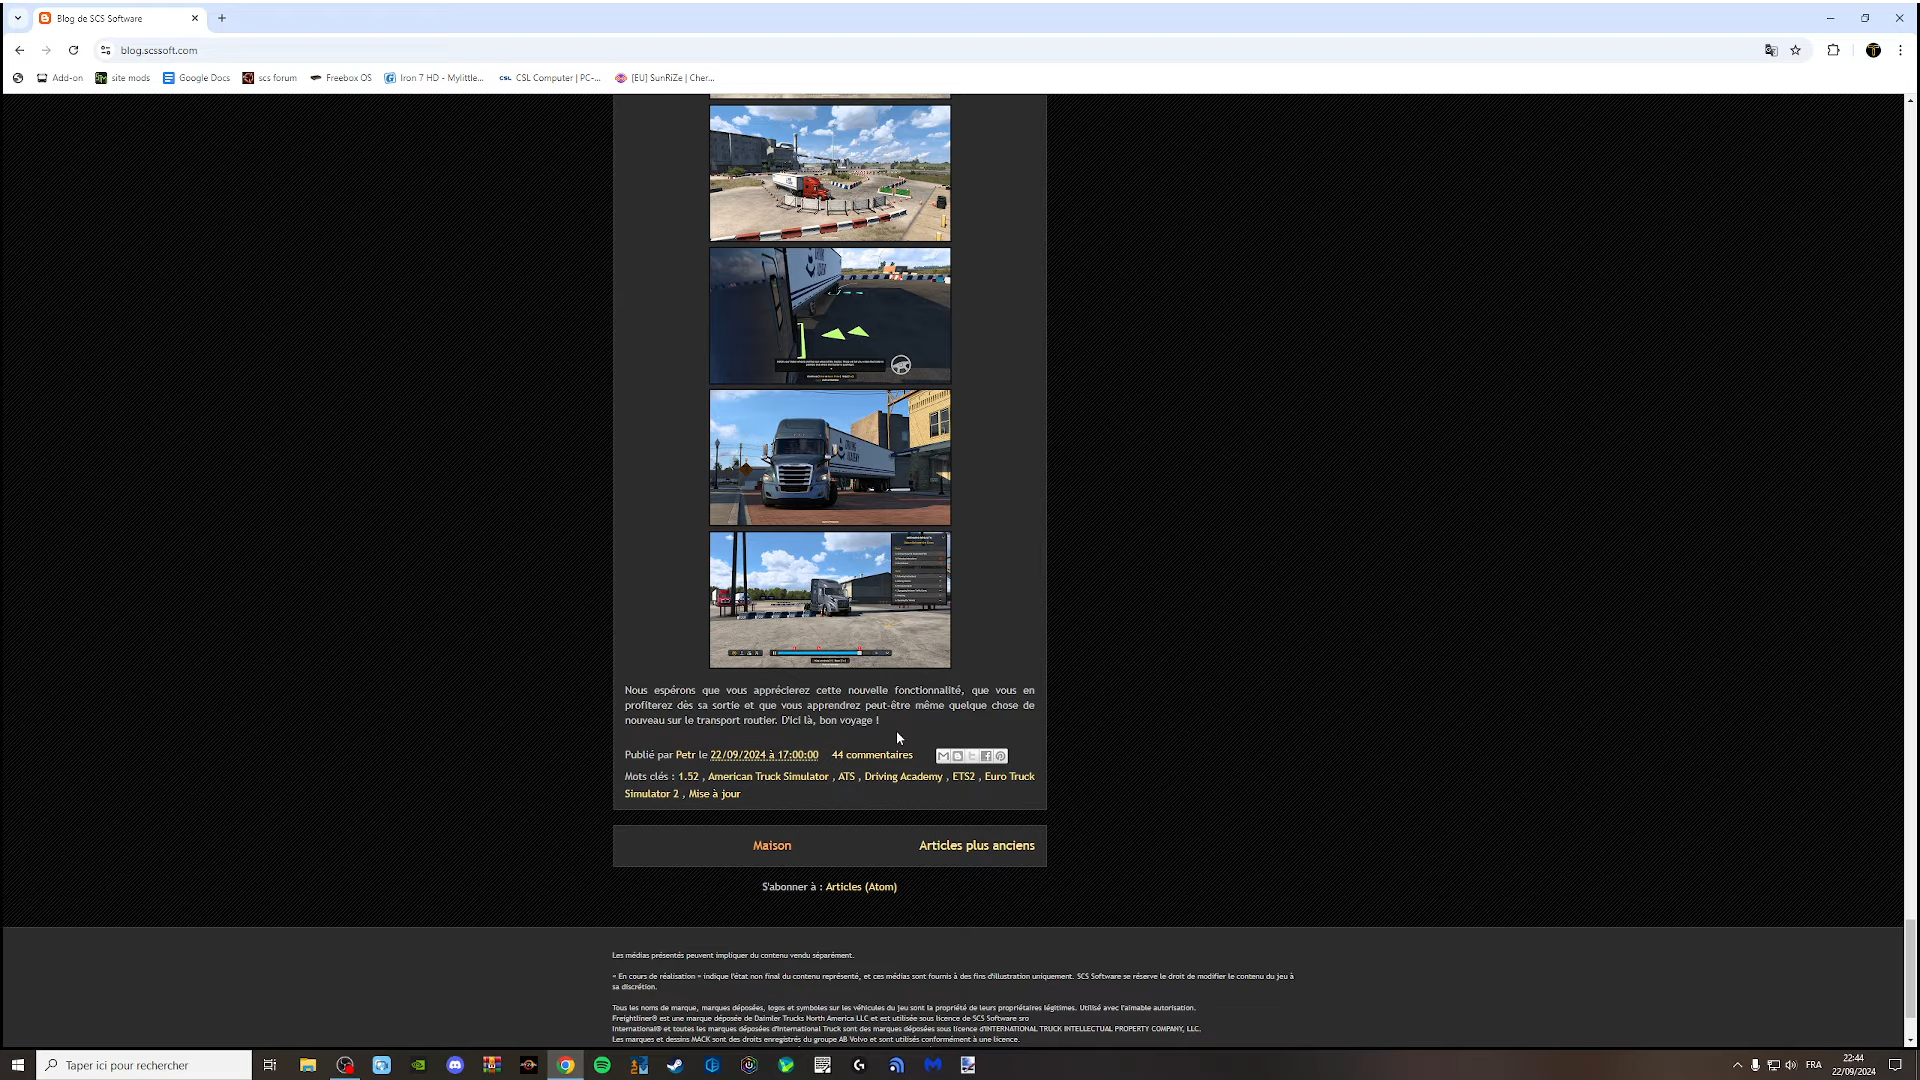 Blog de SCS Software
blog.scssoft.com
Add-on
site mods
Google Docs
scs forum
Freebox OS
Iron 7 HD - Mylittle...
CSL Computer | PC-...
[EU] SunRiZe | Cher...
Nous espérons que vous apprécierez cette nouvelle fonctionnalité, que vous en
profiterez dès sa sortie et que vous apprendrez peut-être même quelque chose de
nouveau sur le transport routier. D'ici là, bon voyage !
Publié par Petr le 22/09/2024 à 17:00:00 44 commentaires
Mots clés : 1.52 , American Truck Simulator , ATS , Driving Academy , ETS2 , Euro Truck
Simulator 2 , Mise à jour
Maison
Articles plus anciens
S'abonner à : Articles (Atom)
Les médias présentés peuvent impliquer du contenu vendu séparément.
« En cours de réalisation » indique l'état non final du contenu représenté, et ces médias sont fournis à des fins d'illustration uniquement. SCS Software se réserve le droit de modifier le contenu du jeu à
sa discrétion.
Tous les noms de marque, marques déposées, logos et symboles sur les véhicules du jeu sont la propriété de leurs propriétaires légitimes. Utilisé avec l'aimable autorisation.
Freightliner® est une marque déposée de Daimler Trucks North America LLC et est utilisée sous licence de SCS Software sro
International® et toutes les marques déposées d'International Truck sont des marques déposées sous licence d'INTERNATIONAL TRUCK INTELLECTUAL PROPERTY COMPANY, LLC.
Les marques et dessins MACK sont des droits enregistrés du groupe AB Volvo et sont utilisés conformément à une licence.
Taper ici pour rechercher
FRA
22:44
22/09/2024